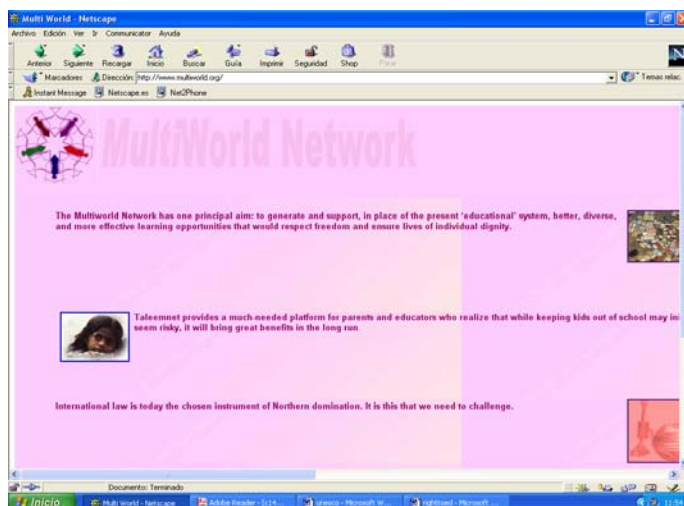 Multi World - Netscape
Archivo Edición Ver Ir Communicator Ayuda
Anterior Siguiente Recargar Inicio Buscar Guía Imprimir Seguridad Shop Parar
Marcadores Dirección: http://www.multiworld.org/ Temas relac.
Instant Message Netscape.es Net2Phone
MultiWorld Network
The Multiworld Network has one principal aim: to generate and support, in place of the present 'educational' system, better, diverse,
and more effective learning opportunities that would respect freedom and ensure lives of individual dignity.
Taleemnet provides a much-needed platform for parents and educators who realize that while keeping kids out of school may
seem risky, it will bring great benefits in the long run.
International law is today the chosen instrument of Northern domination. It is this that we need to challenge.
Documento: Terminado
Inicio Multi World - Netscape Adobe Reader - [c14... unesco - Microsoft W... Microsoft ... 11:54